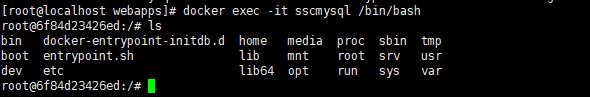 [root@localhost webapps]# docker exec -it sscmysql /bin/bash
root@6f84d23426ed:/# ls
bin   docker-entrypoint-initdb.d  home   media  proc  sbin  tmp
boot  entrypoint.sh               lib    mnt    root  srv   usr
dev   etc                         lib64  opt    run   sys   var
root@6f84d23426ed:/#